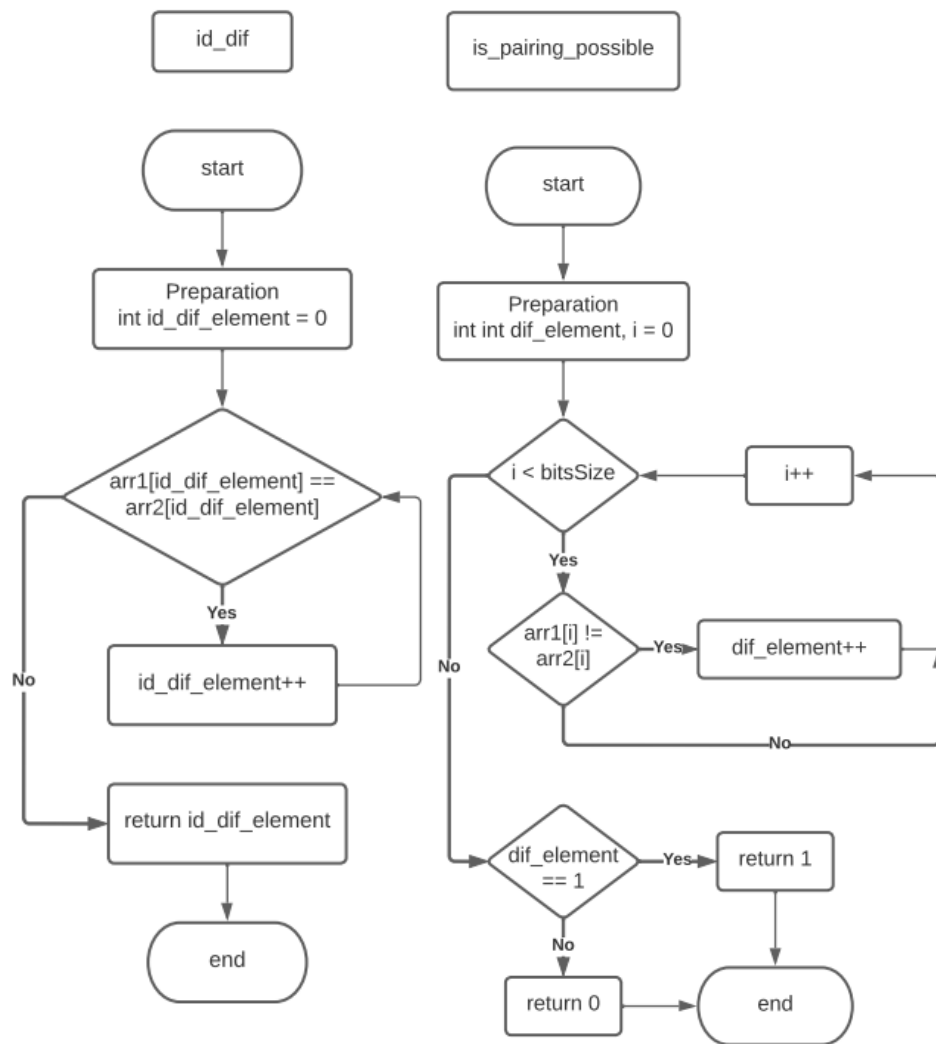 id_dif
start
Preparation
int id_dif_element = 0
arr1[id_dif_element] ==
arr2[id_dif_element]
Yes
id_dif_element++
No
return id_dif_element
end
is_pairing_possible
start
Preparation
int int dif_element, i = 0
i < bitsSize
i++
Yes
arr1[i] !=
arr2[i]
Yes
dif_element++
No
No
dif_element
== 1
Yes
return 1
No
return 0
end